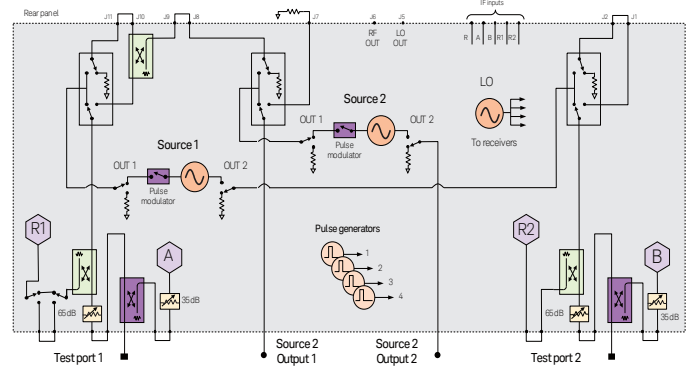 IF inputs
Rear panel
J11 J10 J9 J8 J7 J6 J5 J2 J1
RF
OUT
LO
OUT
R A B R1 R2
LO
To receivers
Source 2
OUT 1
OUT 2
Pulse
modulator
Source 1
OUT 1
OUT 2
Pulse
modulator
R1
A
65dB
35dB
Pulse generators
1
2
3
4
R2
B
65dB
35dB
Test port 1
Source 2
Output 1
Source 2
Output 2
Test port 2